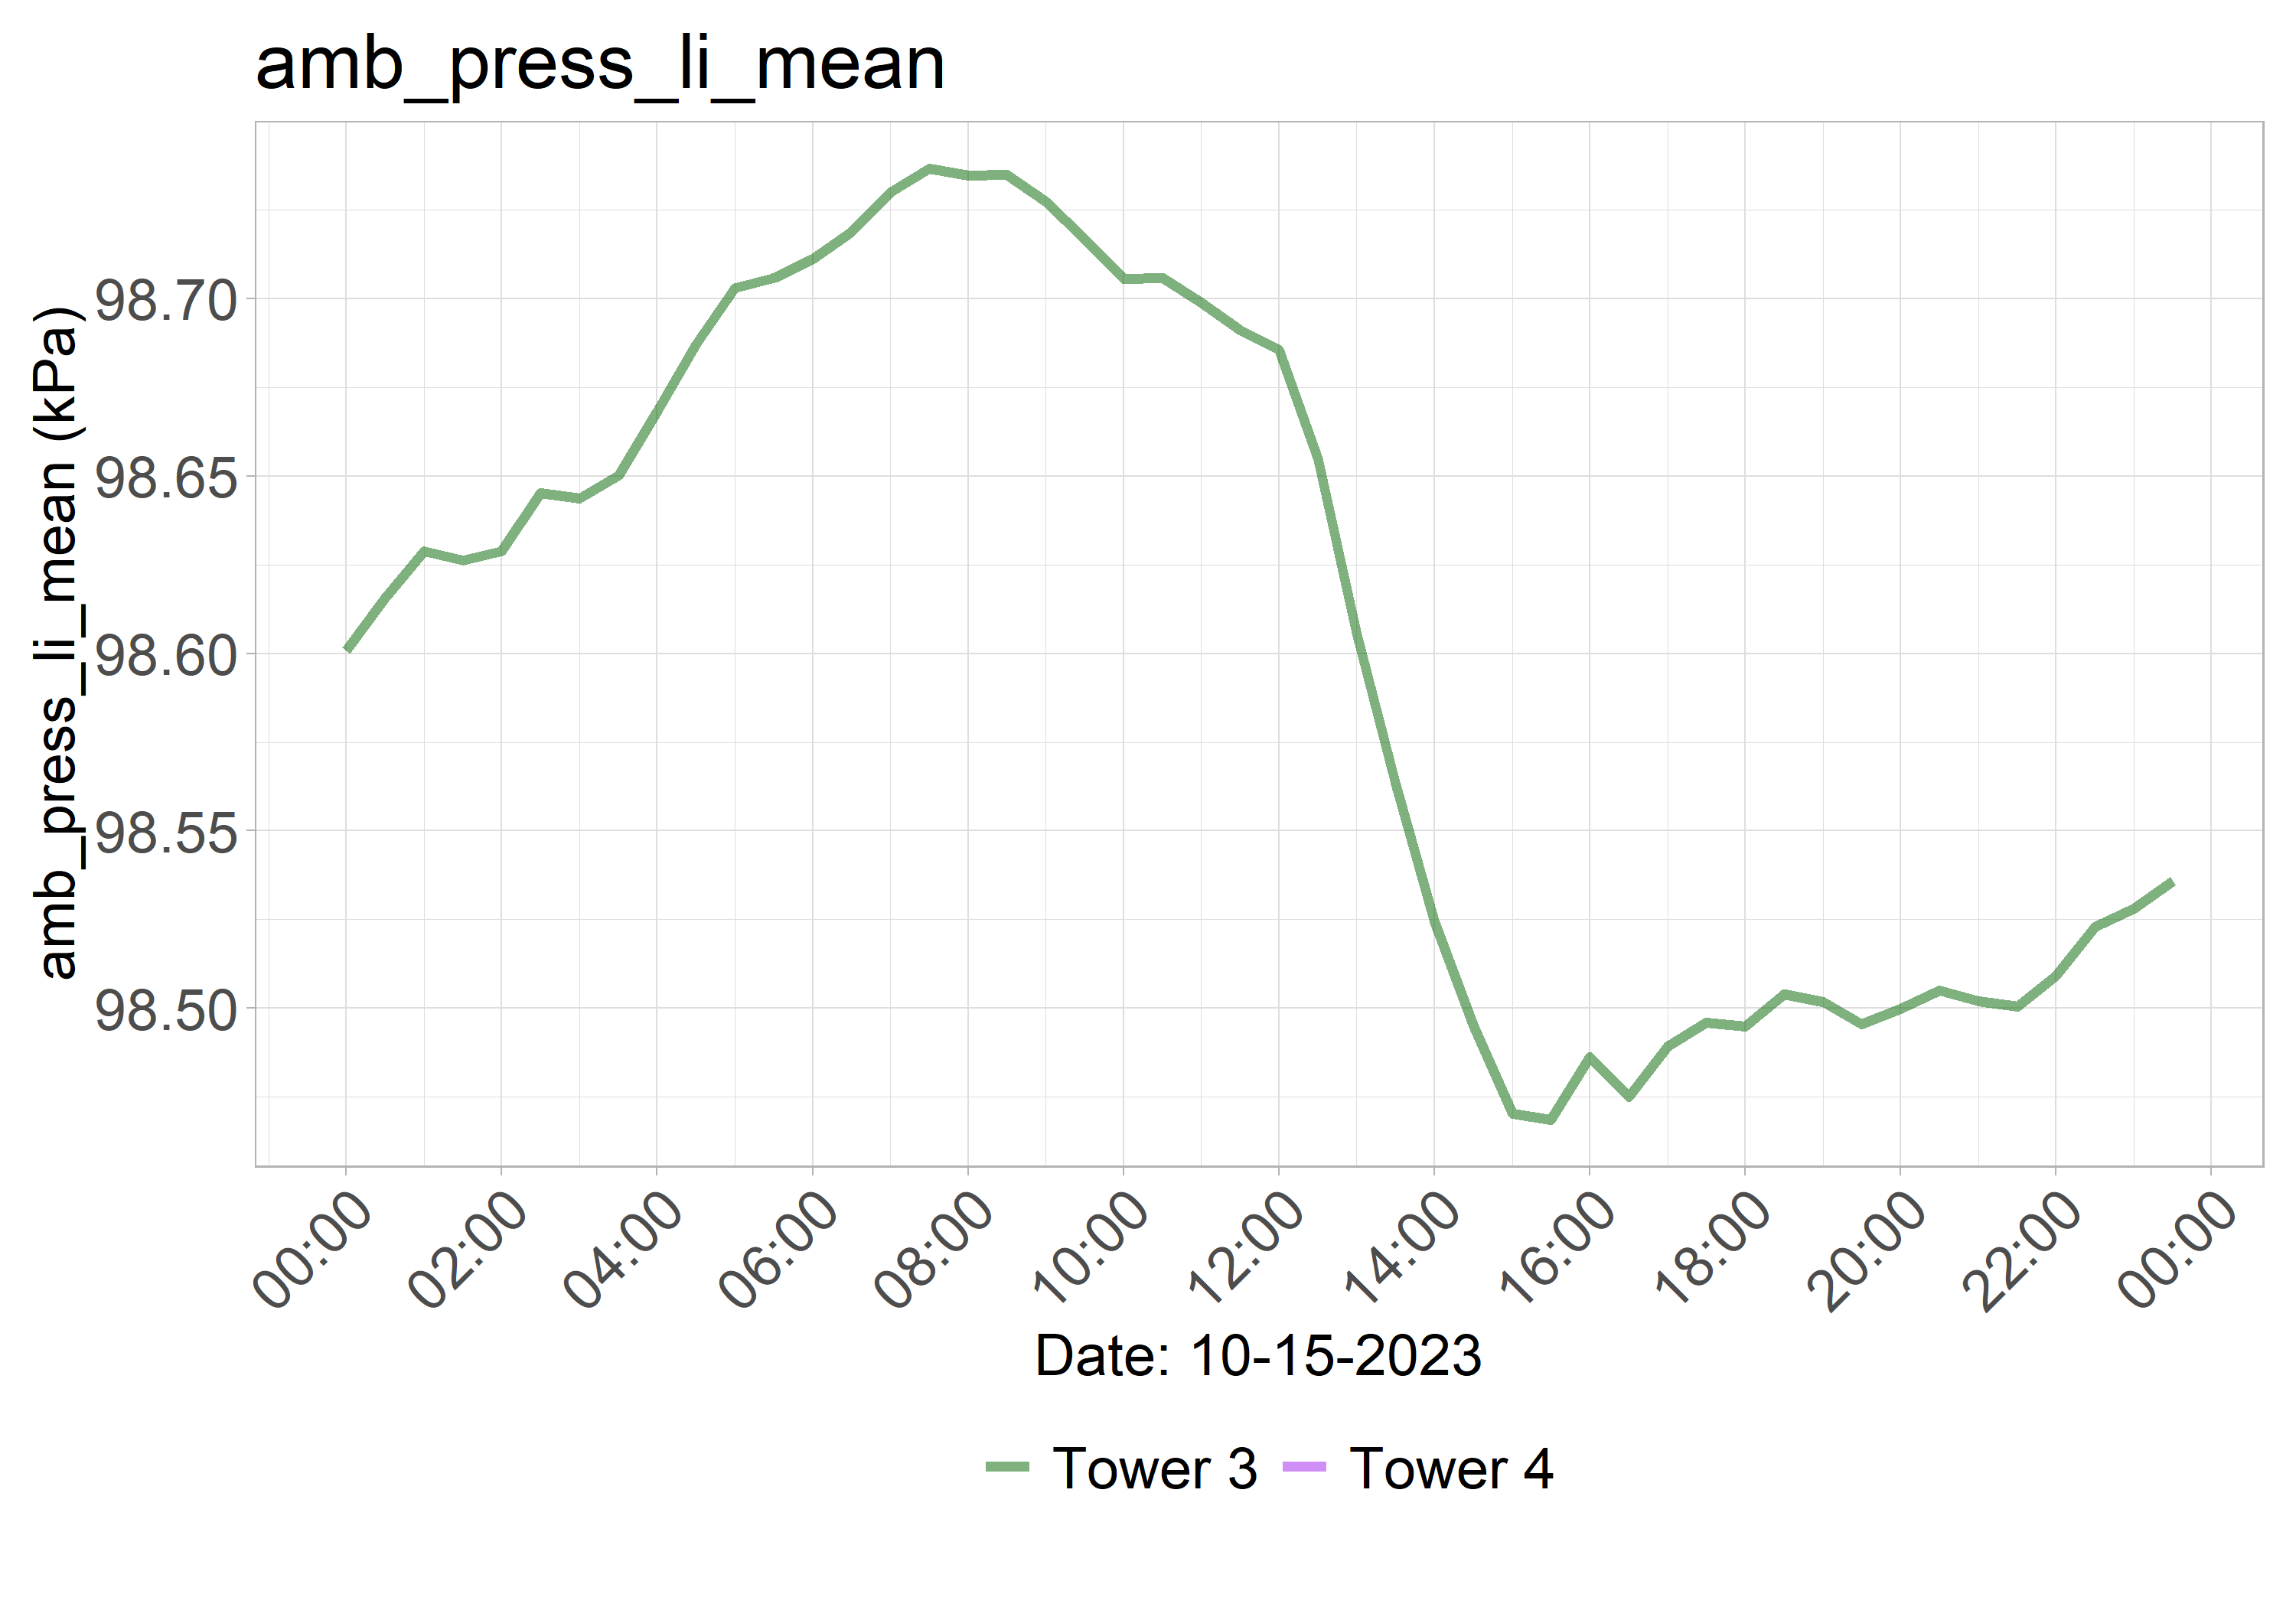 amb_press_li_mean
amb_press_li_mean (kPa)
98.70
98.65
98.60
98.55
98.50
00:00 02:00 04:00 06:00 08:00 10:00 12:00 14:00 16:00 18:00 20:00 22:00 00:00
Date: 10-15-2023
Tower 3 Tower 4